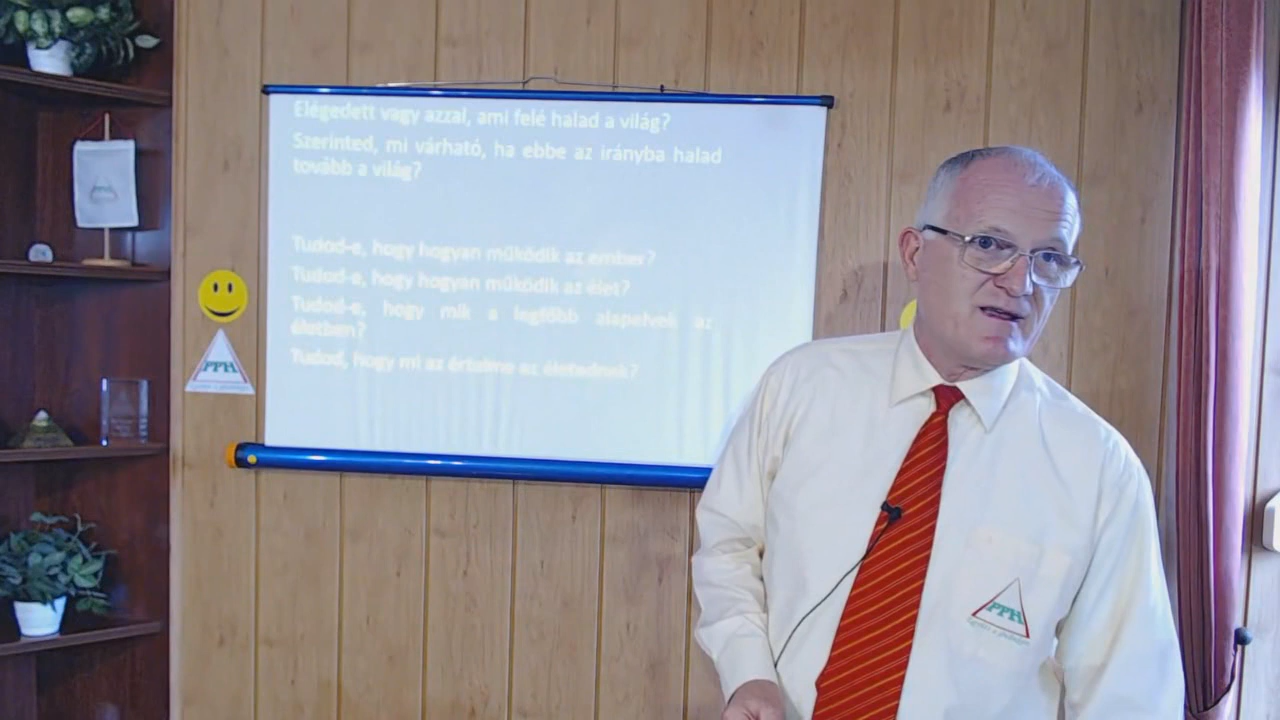 Elégedett vagy azzal, ami felé halad a világ?
Szerinted, mi várható, ha ebbe az irányba halad
tovább a világ?
Tudod-e, hogy hogyan működik az ember?
Tudod-e, hogy hogyan működik az élet?
Tudod-e, hogy mik a legfőbb alapelvek az
életben?
Tudod, hogy mi az értelme az életednek?
PPH
PPH
PPH